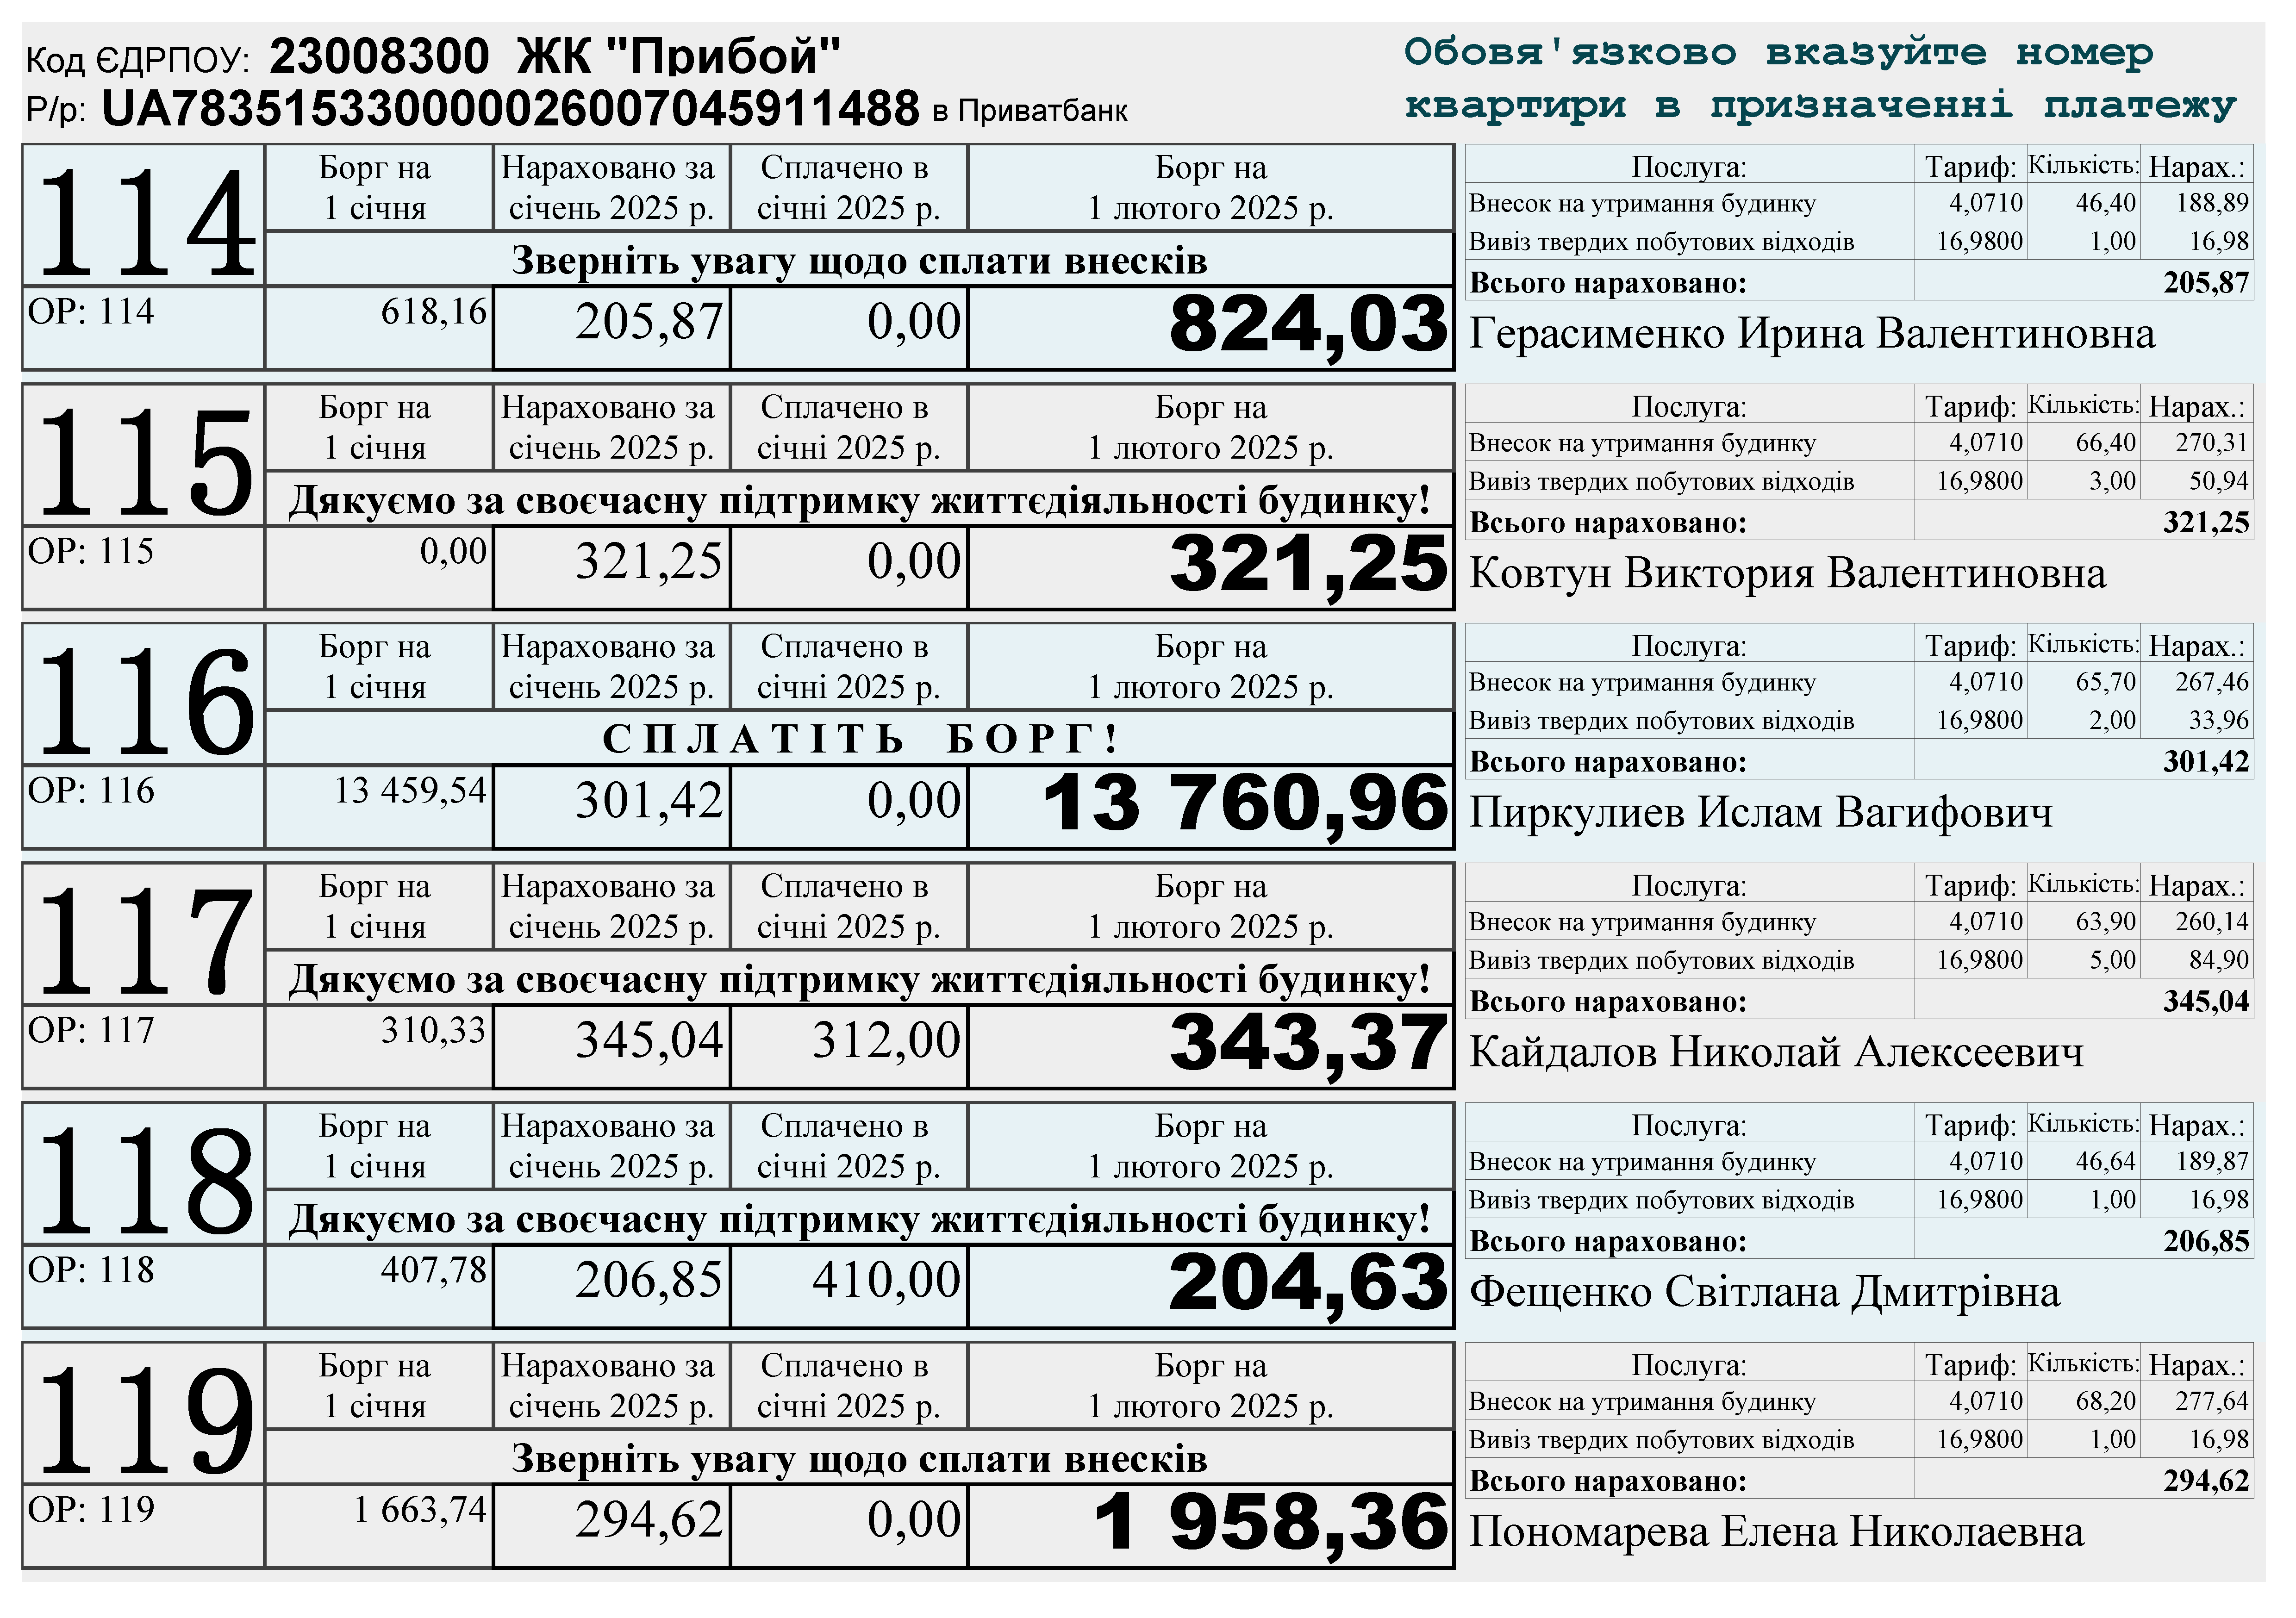 Код ЄДРПОУ: 23008300 ЖК "Прибой"
Р/р: UA783515330000026007045911488 в Приватбанк
Обовя'язково вказуйте номер
квартири в призначенні платежу
114
Борг на 1 січня Нараховано за січень 2025 р. Сплачено в січні 2025 р. Борг на 1 лютого 2025 р.
Зверніть увагу щодо сплати внесків
ОР: 114 618,16 205,87 0,00 824,03
Послуга: Тариф: Кількість: Нарах.:
Внесок на утримання будинку 4,0710 46,40 188,89
Вивіз твердих побутових відходів 16,9800 1,00 16,98
Всього нараховано: 205,87
Герасименко Ирина Валентиновна
115
Борг на 1 січня Нараховано за січень 2025 р. Сплачено в січні 2025 р. Борг на 1 лютого 2025 р.
Дякуємо за своєчасну підтримку життєдіяльності будинку!
ОР: 115 0,00 321,25 0,00 321,25
Послуга: Тариф: Кількість: Нарах.:
Внесок на утримання будинку 4,0710 66,40 270,31
Вивіз твердих побутових відходів 16,9800 3,00 50,94
Всього нараховано: 321,25
Ковтун Виктория Валентиновна
116
Борг на 1 січня Нараховано за січень 2025 р. Сплачено в січні 2025 р. Борг на 1 лютого 2025 р.
С П Л А Т І Т Ь Б О Р Г !
ОР: 116 13 459,54 301,42 0,00 13 760,96
Послуга: Тариф: Кількість: Нарах.:
Внесок на утримання будинку 4,0710 65,70 267,46
Вивіз твердих побутових відходів 16,9800 2,00 33,96
Всього нараховано: 301,42
Пиркулиев Ислам Вагифович
117
Борг на 1 січня Нараховано за січень 2025 р. Сплачено в січні 2025 р. Борг на 1 лютого 2025 р.
Дякуємо за своєчасну підтримку життєдіяльності будинку!
ОР: 117 310,33 345,04 312,00 343,37
Послуга: Тариф: Кількість: Нарах.:
Внесок на утримання будинку 4,0710 63,90 260,14
Вивіз твердих побутових відходів 16,9800 5,00 84,90
Всього нараховано: 345,04
Кайдалов Николай Алексеевич
118
Борг на 1 січня Нараховано за січень 2025 р. Сплачено в січні 2025 р. Борг на 1 лютого 2025 р.
Дякуємо за своєчасну підтримку життєдіяльності будинку!
ОР: 118 407,78 206,85 410,00 204,63
Послуга: Тариф: Кількість: Нарах.:
Внесок на утримання будинку 4,0710 46,64 189,87
Вивіз твердих побутових відходів 16,9800 1,00 16,98
Всього нараховано: 206,85
Фещенко Світлана Дмитрівна
119
Борг на 1 січня Нараховано за січень 2025 р. Сплачено в січні 2025 р. Борг на 1 лютого 2025 р.
Зверніть увагу щодо сплати внесків
ОР: 119 1 663,74 294,62 0,00 1 958,36
Послуга: Тариф: Кількість: Нарах.:
Внесок на утримання будинку 4,0710 68,20 277,64
Вивіз твердих побутових відходів 16,9800 1,00 16,98
Всього нараховано: 294,62
Пономарева Елена Николаевна